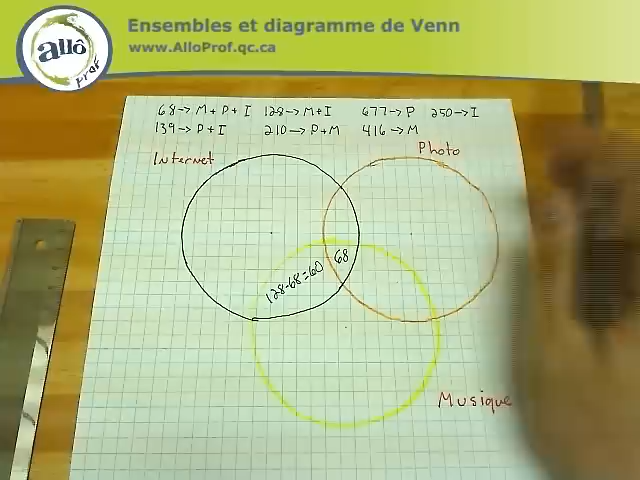 Ensembles et diagramme de Venn
www.AlloProf.qc.ca
allô
prof
68→M+P+I 128→M+I 677→P 250→I
139→P+I 210→P+M 416→M
Internet
Photo
128-68=60
68
Musique